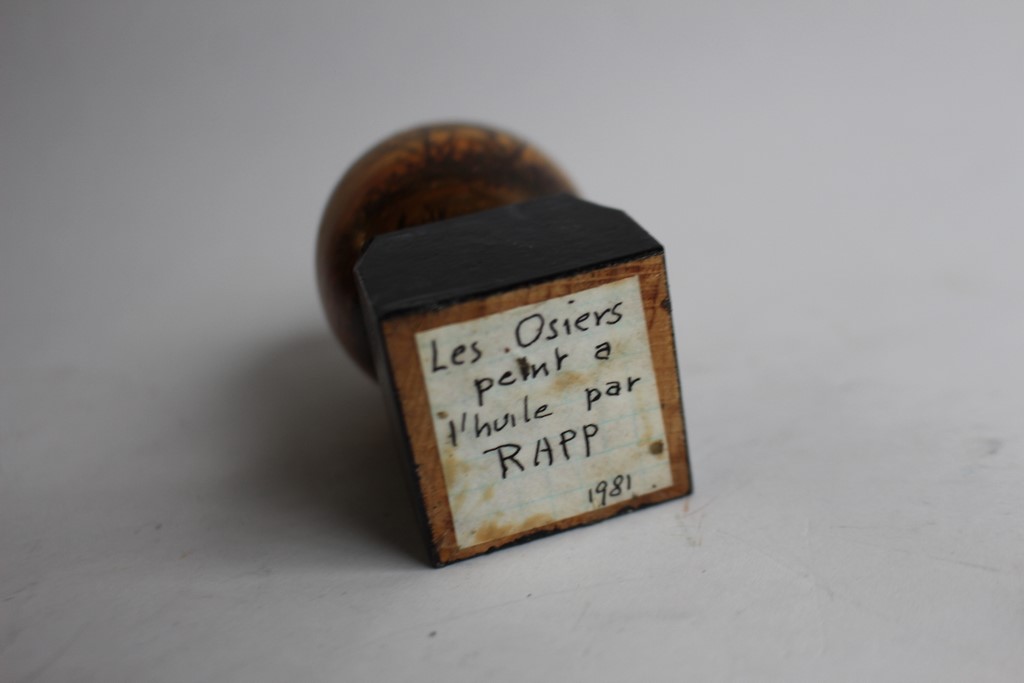 Les Osiers
peint a
l'huile par
RAPP
1981